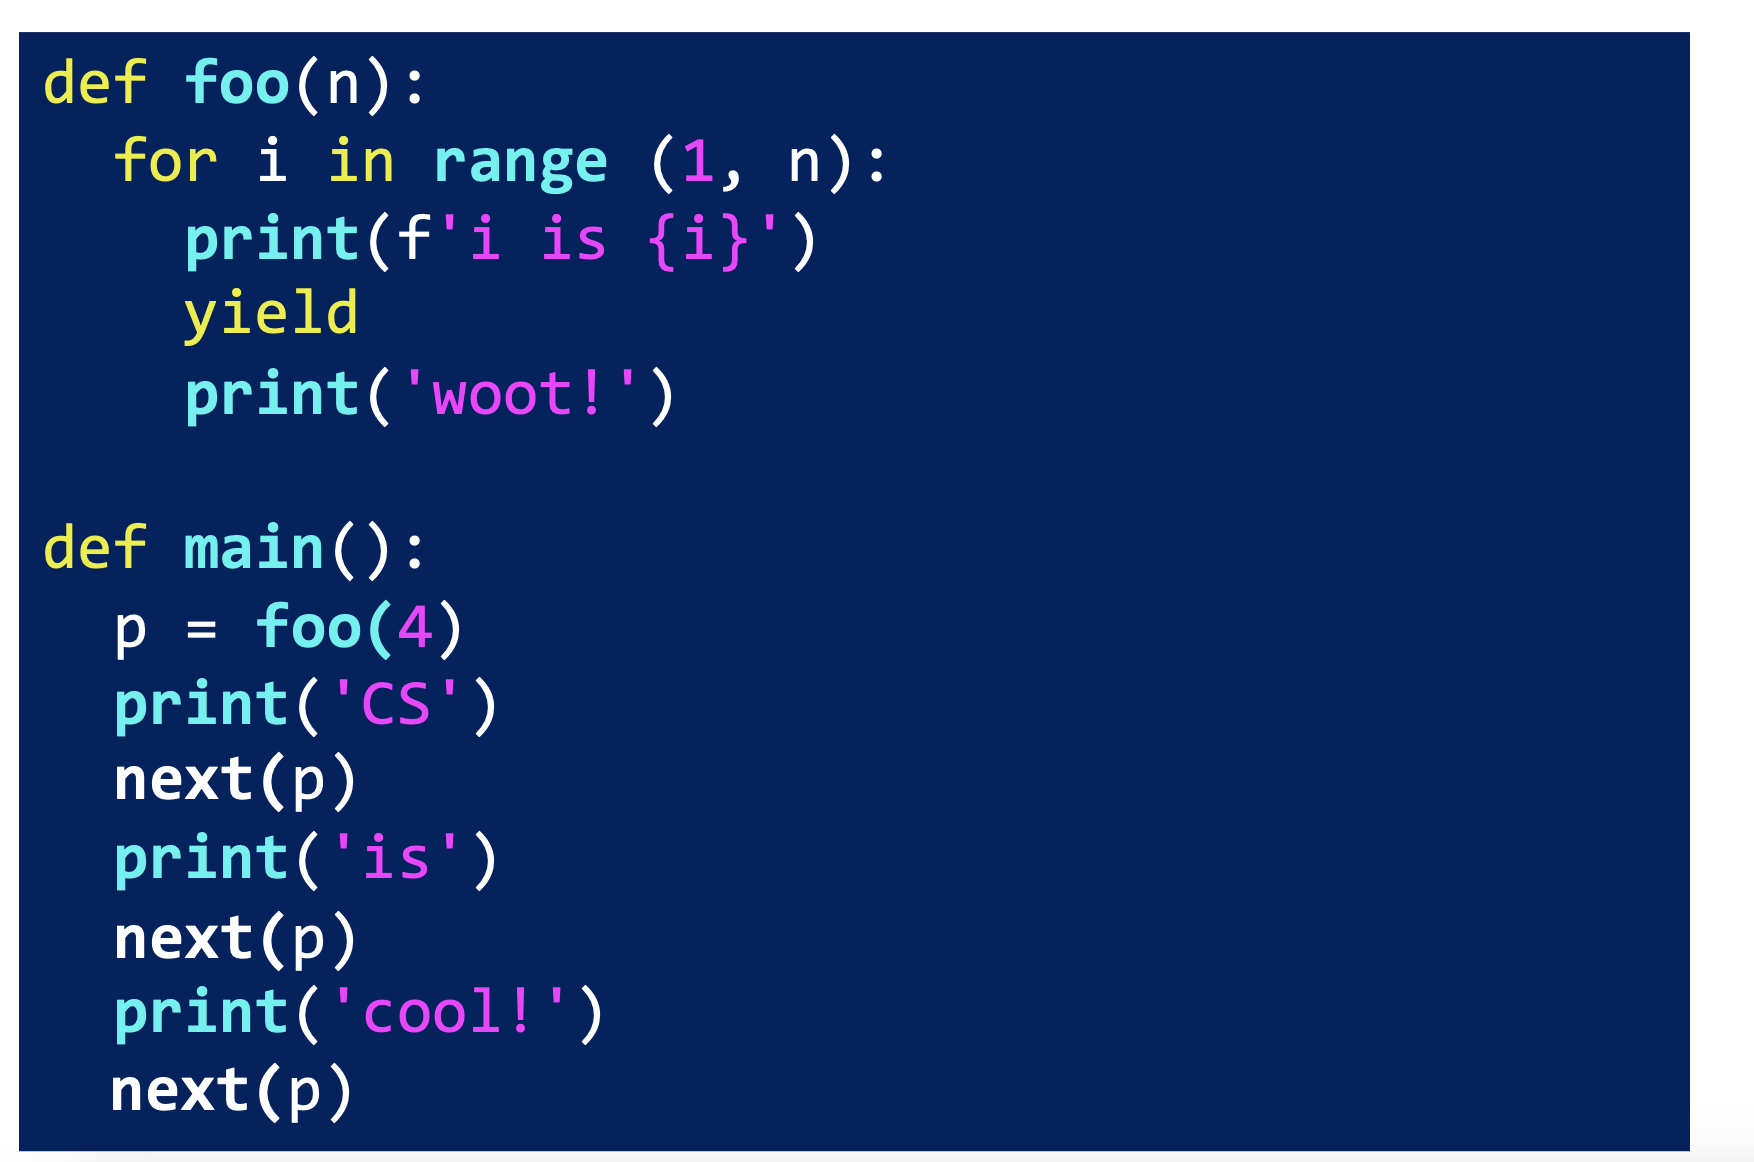 def foo(n):
  for i in range (1, n):
    print(f'i is {i}')
    yield
    print('woot!')

def main():
  p = foo(4)
  print('CS')
  next(p)
  print('is')
  next(p)
  print('cool!')
  next(p)